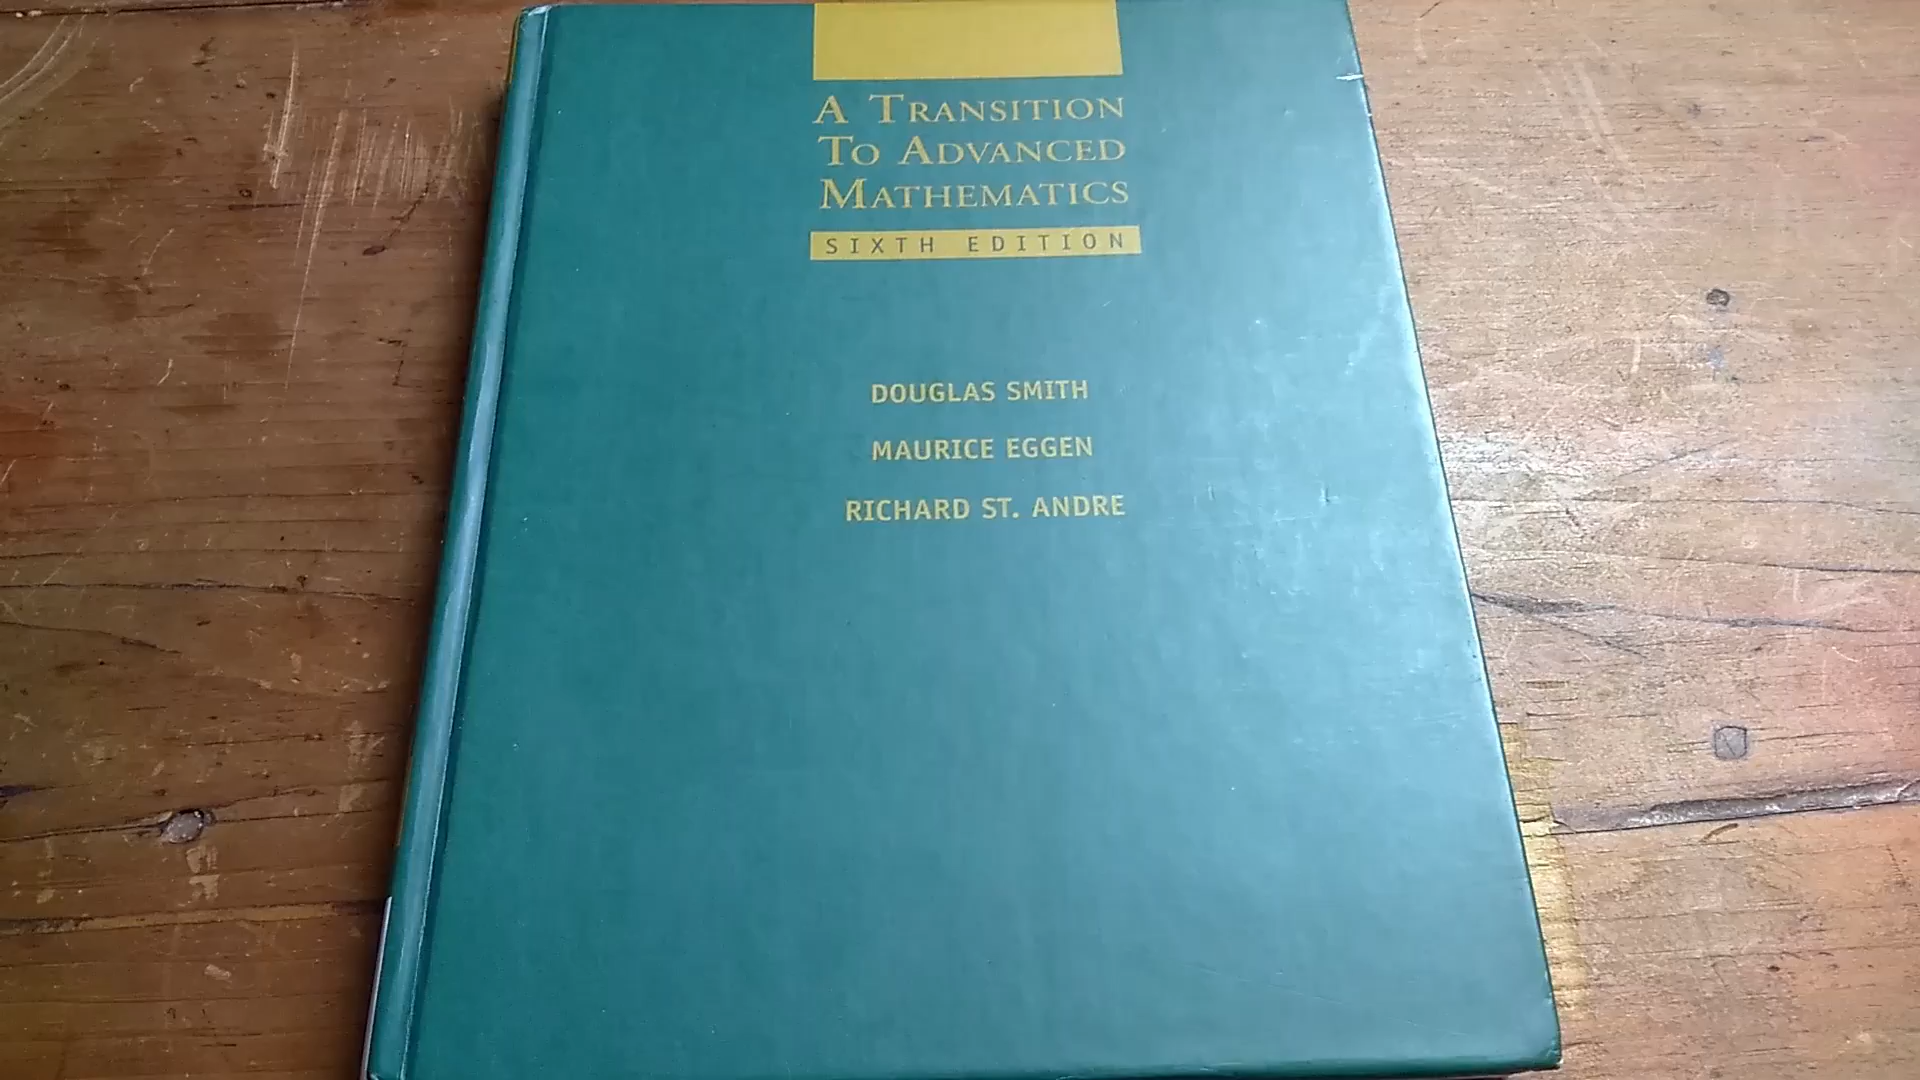 A TRANSITION
TO ADVANCED
MATHEMATICS
SIXTH EDITION
DOUGLAS SMITH
MAURICE EGGEN
RICHARD ST. ANDRE